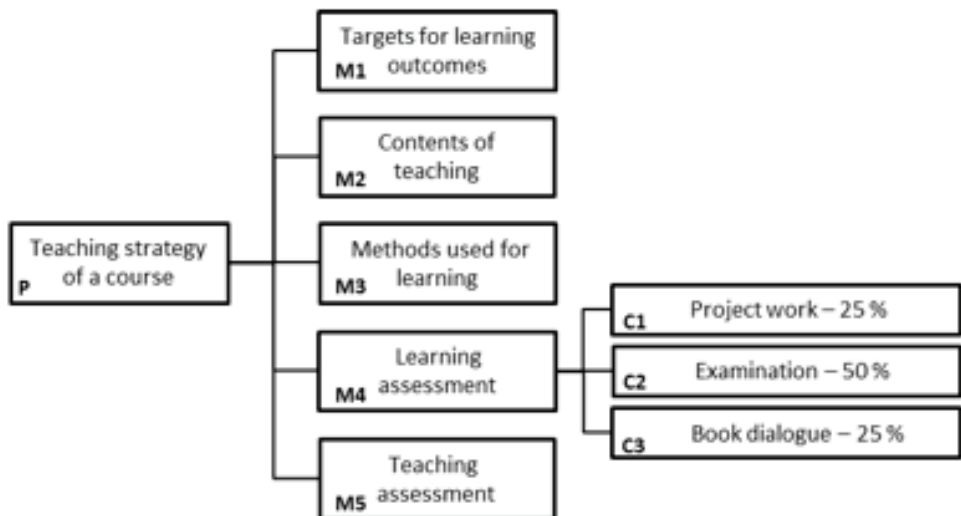 Targets for learning
outcomes
M1
Contents of
teaching
M2
Teaching strategy
of a course
P
Methods used for
learning
M3
Learning
assessment
M4
Teaching
assessment
M5
C1 Project work – 25 %
C2 Examination – 50 %
C3 Book dialogue – 25 %